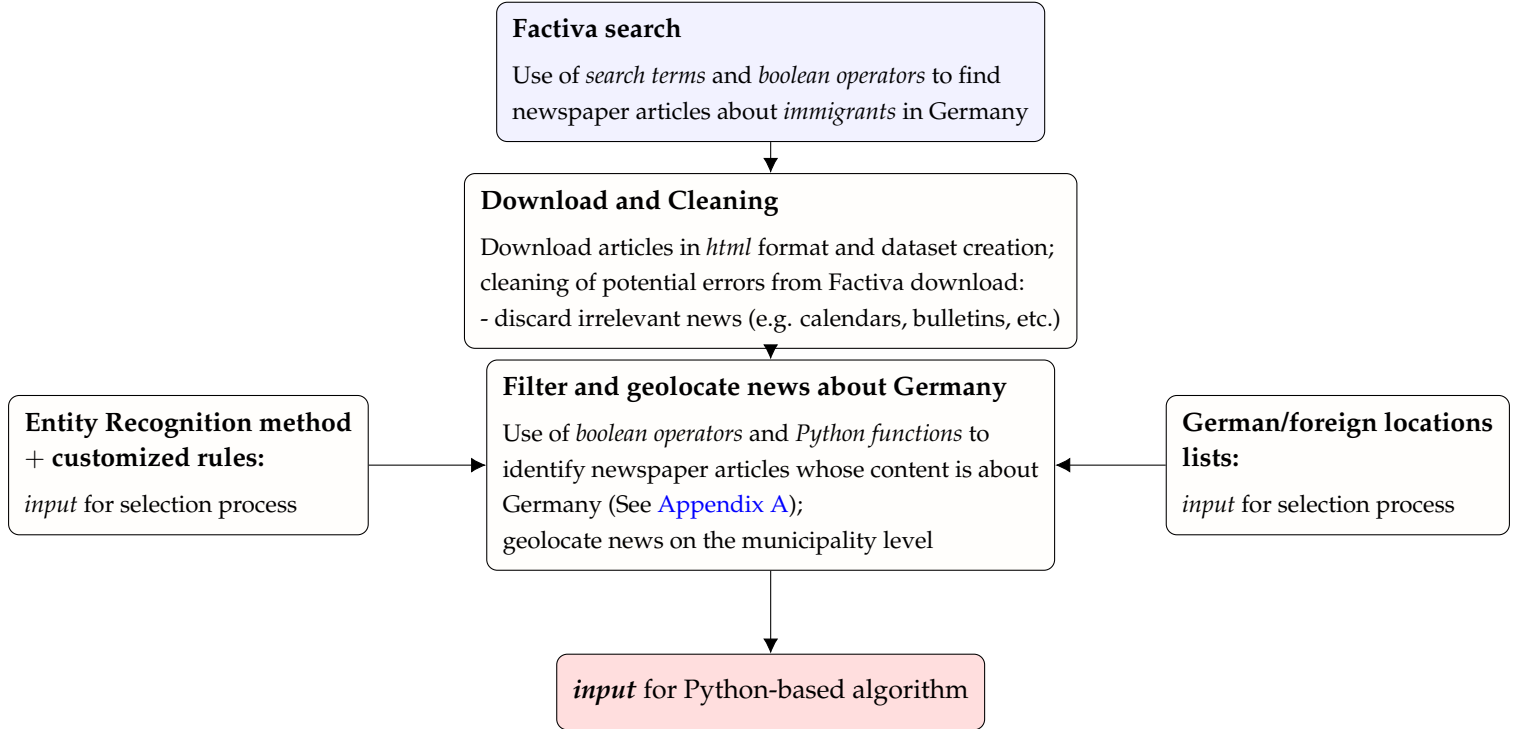 Factiva search
Use of search terms and boolean operators to find
newspaper articles about immigrants in Germany
Download and Cleaning
Download articles in html format and dataset creation;
cleaning of potential errors from Factiva download:
- discard irrelevant news (e.g. calendars, bulletins, etc.)
Entity Recognition method
+ customized rules:
input for selection process
Filter and geolocate news about Germany
Use of boolean operators and Python functions to
identify newspaper articles whose content is about
Germany (See Appendix A);
geolocate news on the municipality level
German/foreign locations
lists:
input for selection process
input for Python-based algorithm